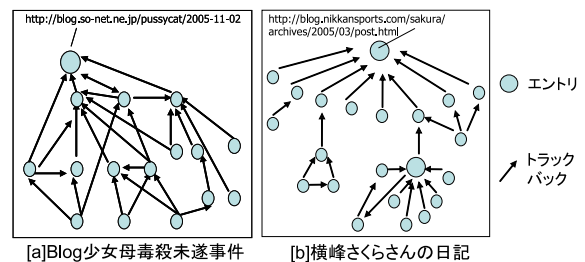 http://blog.so-net.ne.jp/pussycat/2005-11-02
http://blog.nikkansports.com/sakura/
archives/2005/03/post.html
エントリ
トラック
バック
[a]Blog少女母毒殺未遂事件
[b]横峰さくらさんの日記